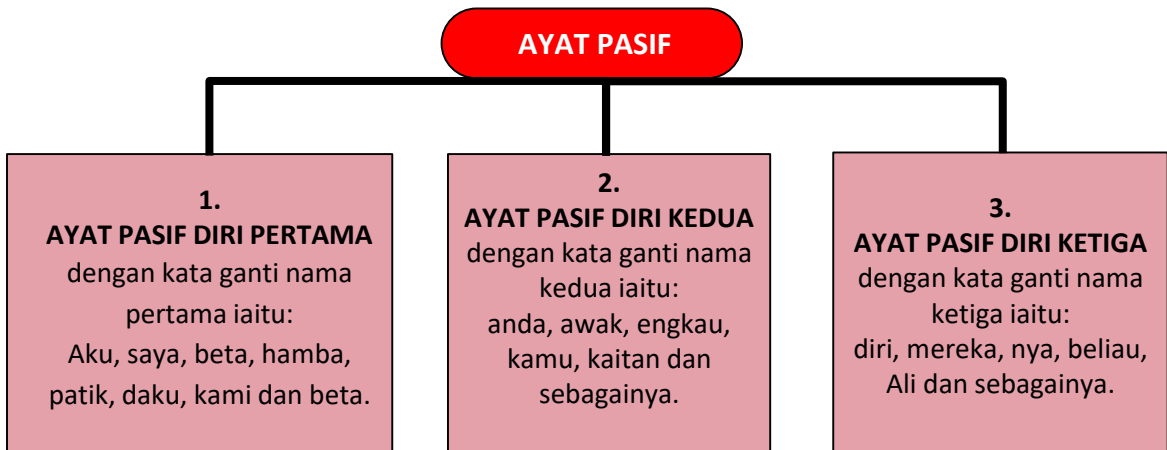 AYAT PASIF
1.
AYAT PASIF DIRI PERTAMA
dengan kata ganti nama
pertama iaitu:
Aku, saya, beta, hamba,
patik, daku, kami dan beta.
2.
AYAT PASIF DIRI KEDUA
dengan kata ganti nama
kedua iaitu:
anda, awak, engkau,
kamu, kaitan dan
sebagainya.
3.
AYAT PASIF DIRI KETIGA
dengan kata ganti nama
ketiga iaitu:
diri, mereka, nya, beliau,
Ali dan sebagainya.